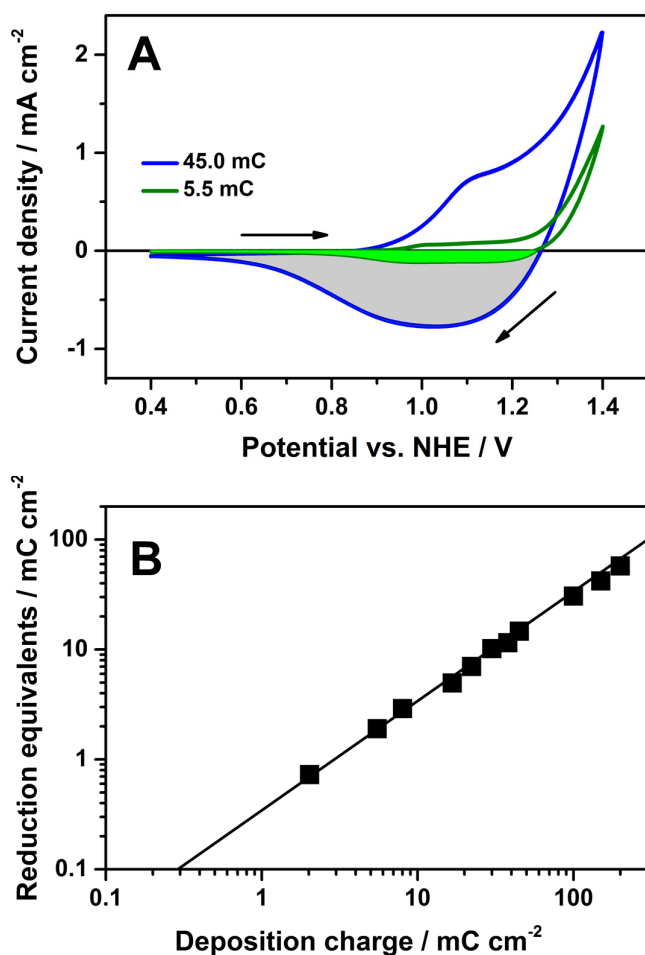 A
2
1
0
-1
45.0 mC
5.5 mC
Current density / mA cm-2
0.4 0.6 0.8 1.0 1.2 1.4
Potential vs. NHE / V
B
100
10
1
0.1
Reduction equivalents / mC cm-2
0.1 1 10 100
Deposition charge / mC cm-2